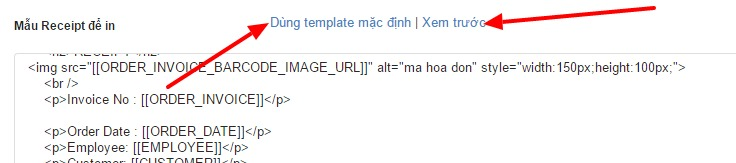 Mẫu Receipt để in
Dùng template mặc định | Xem trước
<img src="[[ORDER_INVOICE_BARCODE_IMAGE_URL]]" alt="ma hoa don" style="width:150px;height:100px;">
<br />
<p>Invoice No : [[ORDER_INVOICE]]</p>
<p>Order Date : [[ORDER_DATE]]</p>
<p>Employee: [[EMPLOYEE]]</p>
<p>Customer: [[CUSTOMER]]</p>